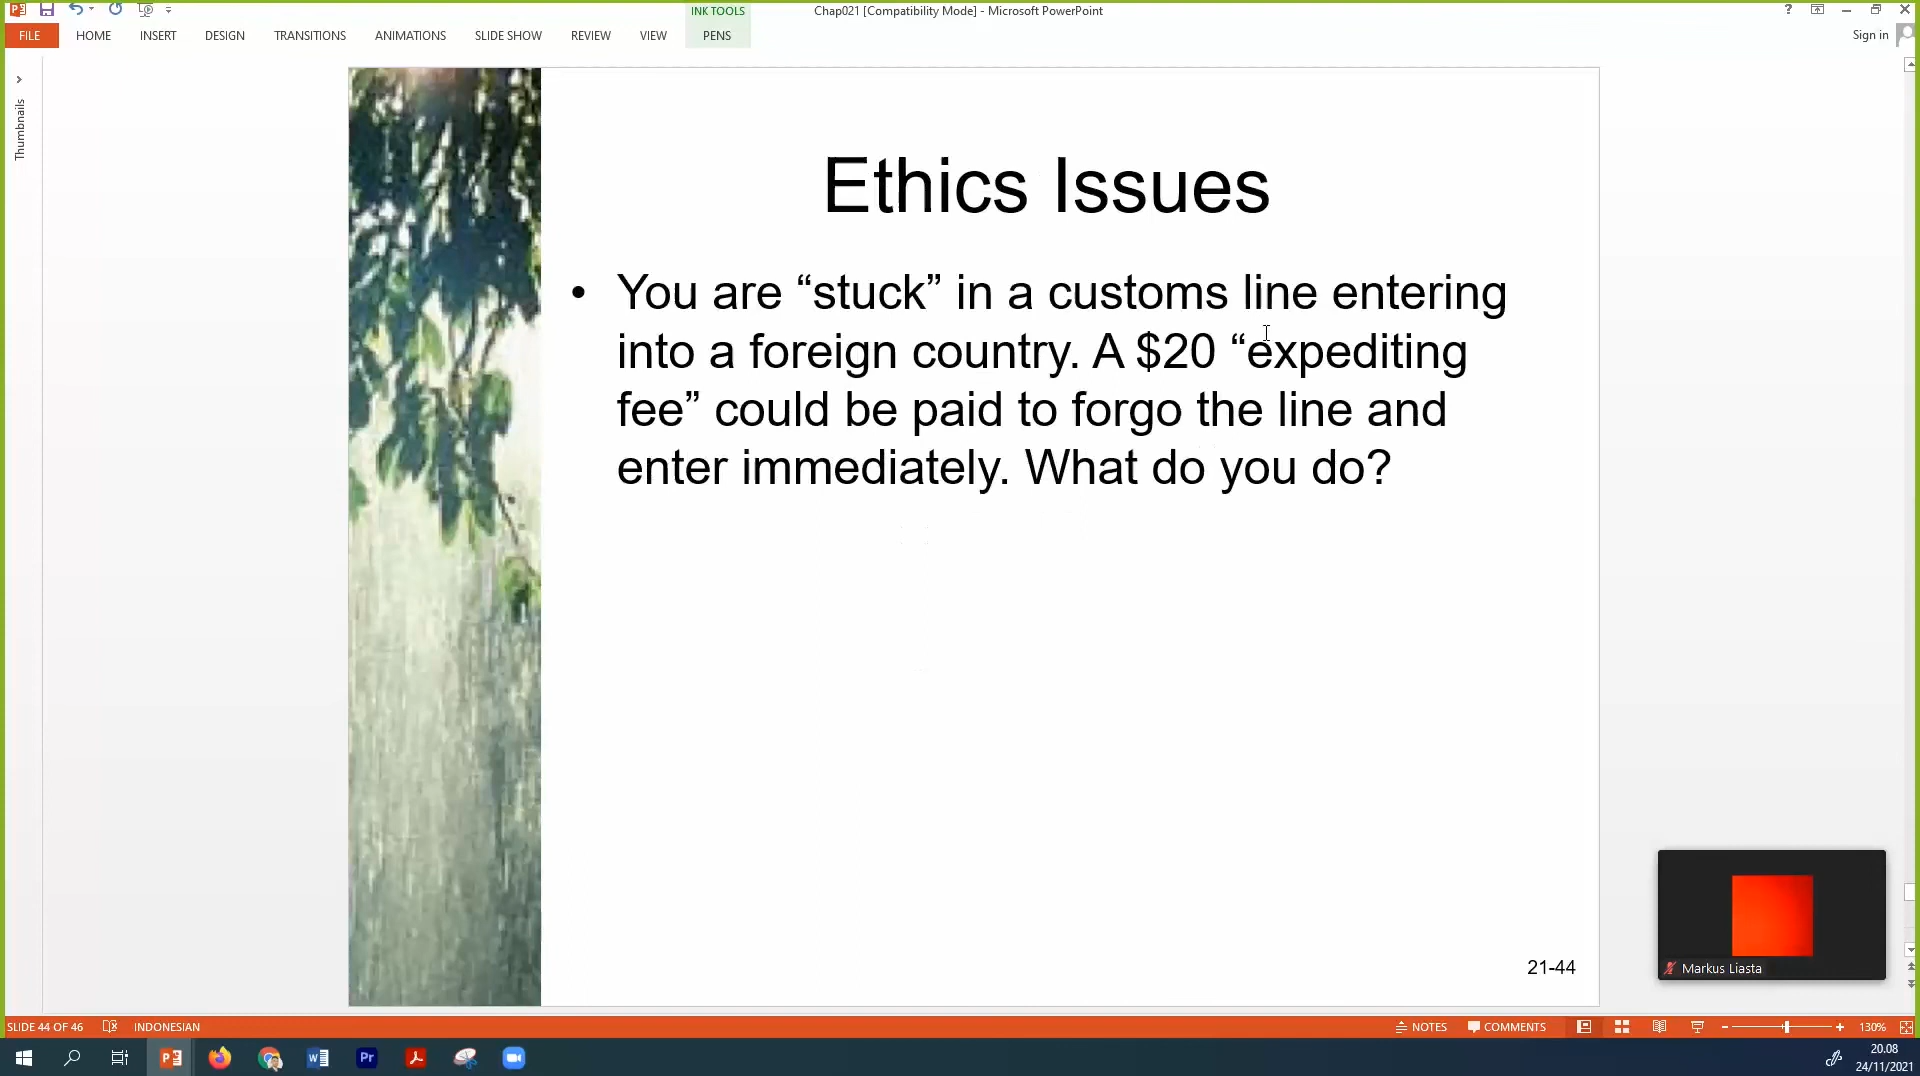 INK TOOLS
Chap021 [Compatibility Mode] - Microsoft PowerPoint
?
FILE HOME INSERT DESIGN TRANSITIONS ANIMATIONS SLIDE SHOW REVIEW VIEW PENS
Sign in
Thumbnails
Ethics Issues
• You are “stuck” in a customs line entering
into a foreign country. A $20 “expediting
fee” could be paid to forgo the line and
enter immediately. What do you do?
21-44
Markus Liasta
SLIDE 44 OF 46 INDONESIAN NOTES COMMENTS 130%
Pr
20.08
24/11/2021